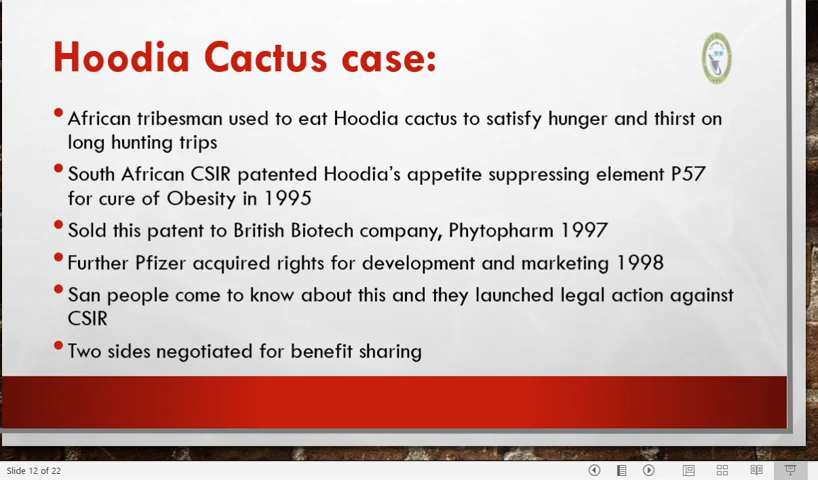 Hoodia Cactus case:
• African tribesman used to eat Hoodia cactus to satisfy hunger and thirst on
long hunting trips
• South African CSIR patented Hoodia's appetite suppressing element P57
for cure of Obesity in 1995
• Sold this patent to British Biotech company, Phytopharm 1997
• Further Pfizer acquired rights for development and marketing 1998
• San people come to know about this and they launched legal action against
CSIR
• Two sides negotiated for benefit sharing
Slide 12 of 22